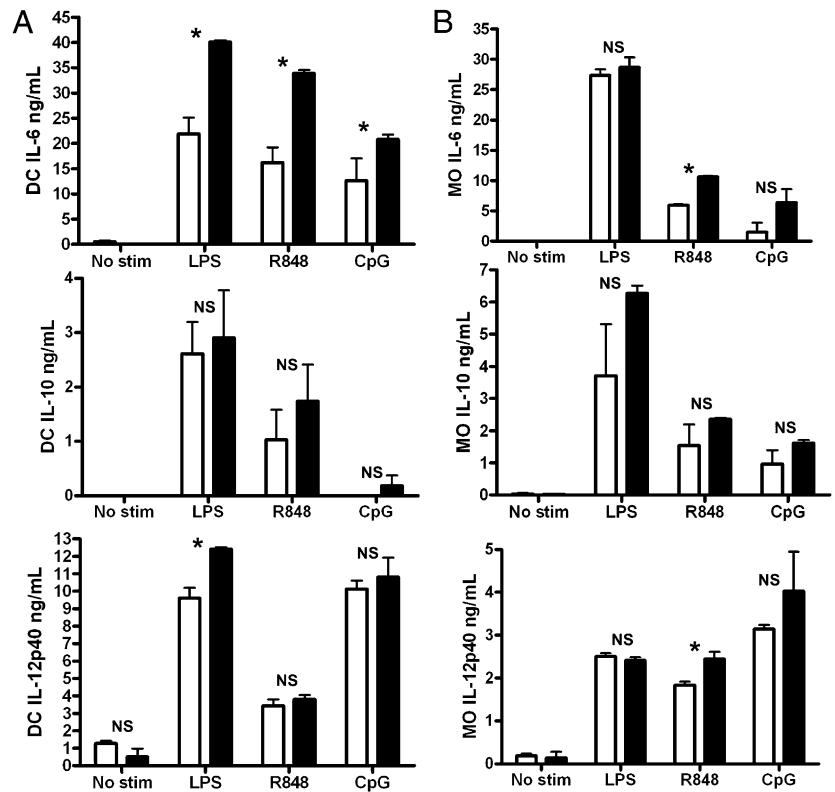 A
DC IL-6 ng/mL
45
40
35
30
25
20
15
10
5
0
*
*
*
No stim LPS R848 CpG
B
MO IL-6 ng/mL
35
30
25
20
15
10
5
0
NS
*
NS
No stim LPS R848 CpG
DC IL-10 ng/mL
4
3
2
1
0
NS
NS
NS
No stim LPS R848 CpG
MO IL-10 ng/mL
7
6
5
4
3
2
1
0
NS
NS
NS
No stim LPS R848 CpG
DC IL-12p40 ng/mL
13
12
11
10
9
8
7
6
5
4
3
2
1
0
NS
*
NS
NS
No stim LPS R848 CpG
MO IL-12p40 ng/mL
5
4
3
2
1
0
NS
*
NS
No stim LPS R848 CpG